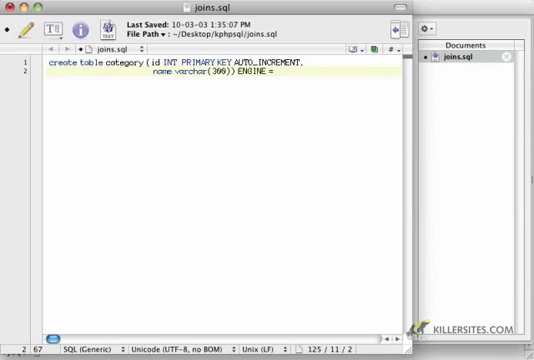 joins.sql
Last Saved: 10-03-03 1:35:07 PM
File Path: ~/Desktop/kphpsql/joins.sql
joins.sql
#
Documents
joins.sql
1 create table category ( id INT PRIMARY KEY AUTO_INCREMENT,
2 name varchar(300)) ENGINE =
KILLERSITES.COM
2 67 SQL (Generic) Unicode (UTF-8, no BOM) Unix (LF) 125 / 11 / 2